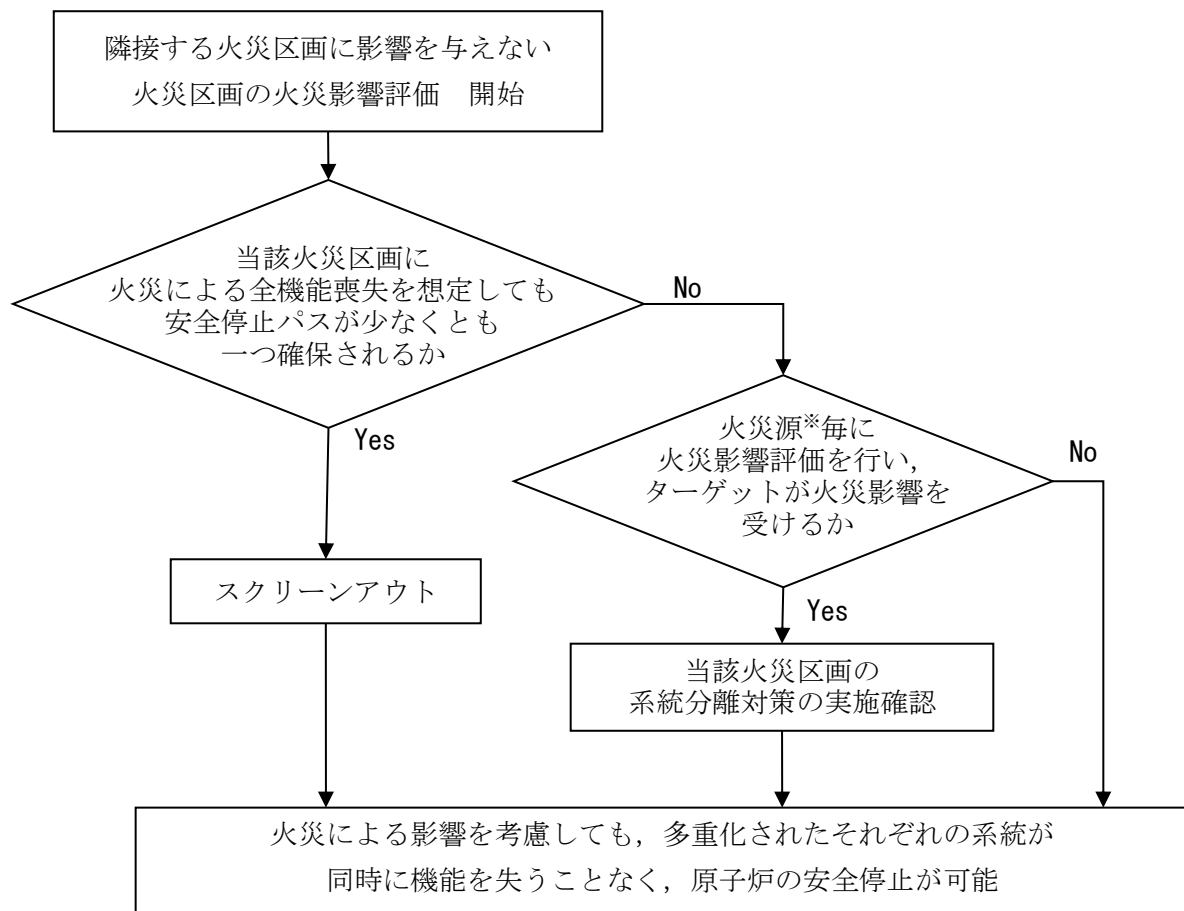 隣接する火災区画に影響を与えない
火災区画の火災影響評価　開始
当該火災区画に
火災による全機能喪失を想定しても
安全停止パスが少なくとも
一つ確保されるか
No
Yes
火災源※毎に
火災影響評価を行い，
ターゲットが火災影響を
受けるか
No
Yes
スクリーンアウト
当該火災区画の
系統分離対策の実施確認
火災による影響を考慮しても，多重化されたそれぞれの系統が
同時に機能を失うことなく，原子炉の安全停止が可能